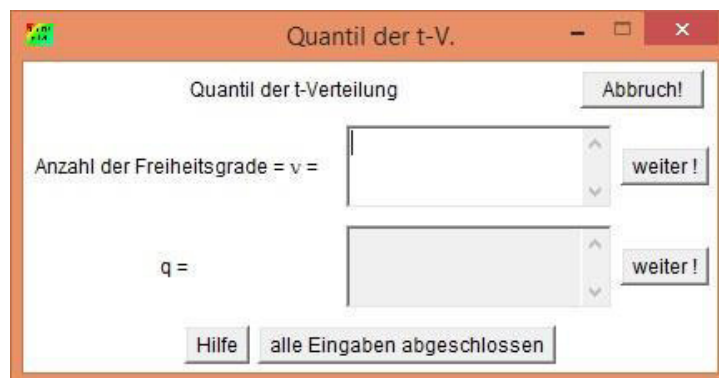 Quantil der t-V.
Quantil der t-Verteilung
Abbruch!
Anzahl der Freiheitsgrade = ν =
weiter !
q =
weiter !
Hilfe
alle Eingaben abgeschlossen